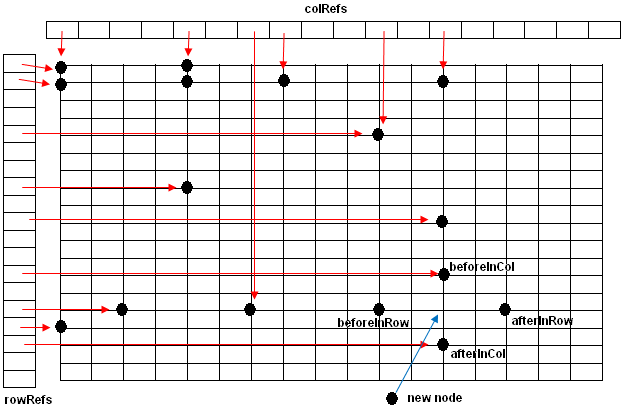 colRefs
beforeInCol
beforeInRow
afterInRow
afterInCol
rowRefs
new node